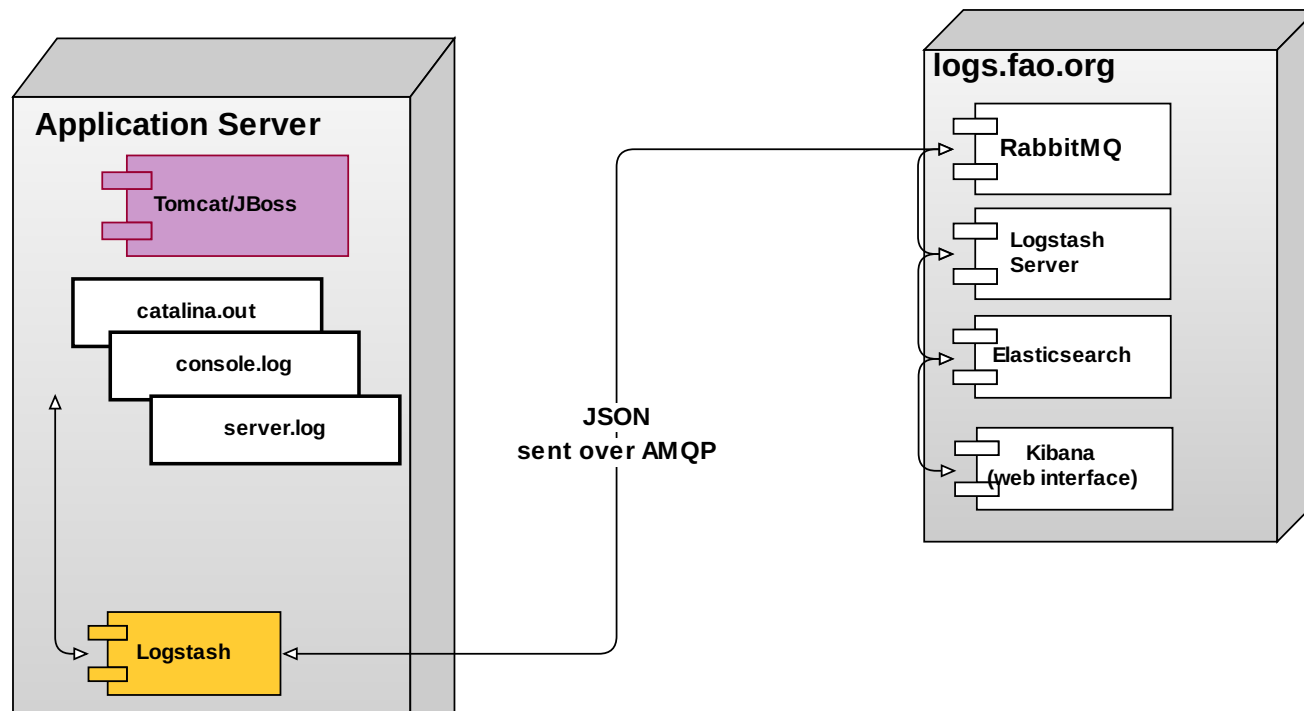 Application Server
Tomcat/JBoss
catalina.out
console.log
server.log
Logstash
JSON
sent over AMQP
logs.fao.org
RabbitMQ
Logstash
Server
Elasticsearch
Kibana
(web interface)